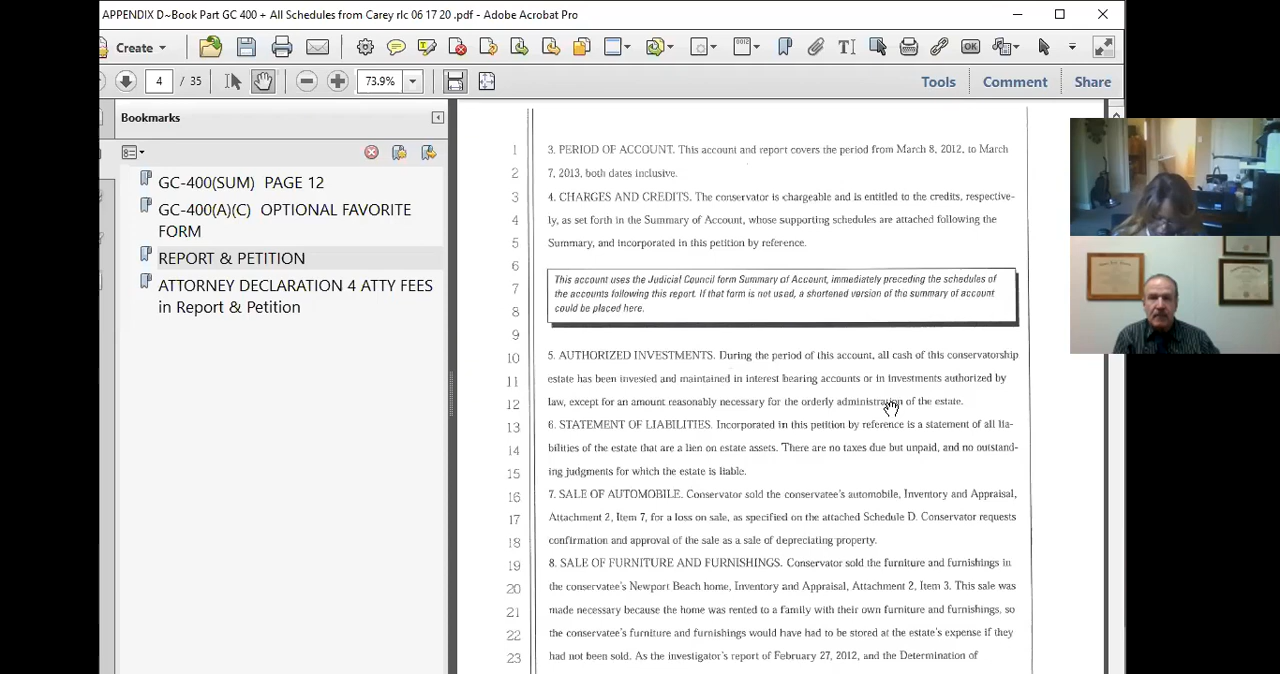 APPENDIX D~Book Part GC 400 + All Schedules from Carey rlc 06 17 20 .pdf - Adobe Acrobat Pro
Create
4 / 35
73.9%
Tools
Comment
Share
Bookmarks
GC-400(SUM) PAGE 12
GC-400(A)(C) OPTIONAL FAVORITE
FORM
REPORT & PETITION
ATTORNEY DECLARATION 4 ATTY FEES
in Report & Petition
1 3. PERIOD OF ACCOUNT. This account and report covers the period from March 8, 2012, to March
2 7, 2013, both dates inclusive.
3 4. CHARGES AND CREDITS. The conservator is chargeable and is entitled to the credits, respective-
4 ly, as set forth in the Summary of Account, whose supporting schedules are attached following the
5 Summary, and incorporated in this petition by reference.
6
7 This account uses the Judicial Council form Summary of Account, immediately preceding the schedules of
the accounts following this report. If that form is not used, a shortened version of the summary of account
8 could be placed here.
9
10 5. AUTHORIZED INVESTMENTS. During the period of this account, all cash of this conservatorship
11 estate has been invested and maintained in interest bearing accounts or in investments authorized by
12 law, except for an amount reasonably necessary for the orderly administration of the estate.
13 6. STATEMENT OF LIABILITIES. Incorporated in this petition by reference is a statement of all lia-
14 bilities of the estate that are a lien on estate assets. There are no taxes due but unpaid, and no outstand-
15 ing judgments for which the estate is liable.
16 7. SALE OF AUTOMOBILE. Conservator sold the conservatee's automobile, Inventory and Appraisal,
17 Attachment 2, Item 7, for a loss on sale, as specified on the attached Schedule D. Conservator requests
18 confirmation and approval of the sale as a sale of depreciating property.
19 8. SALE OF FURNITURE AND FURNISHINGS. Conservator sold the furniture and furnishings in
20 the conservatee's Newport Beach home, Inventory and Appraisal, Attachment 2, Item 3. This sale was
21 made necessary because the home was rented to a family with their own furniture and furnishings, so
22 the conservatee's furniture and furnishings would have had to be stored at the estate's expense if they
23 had not been sold. As the investigator's report of February 27, 2012, and the Determination of